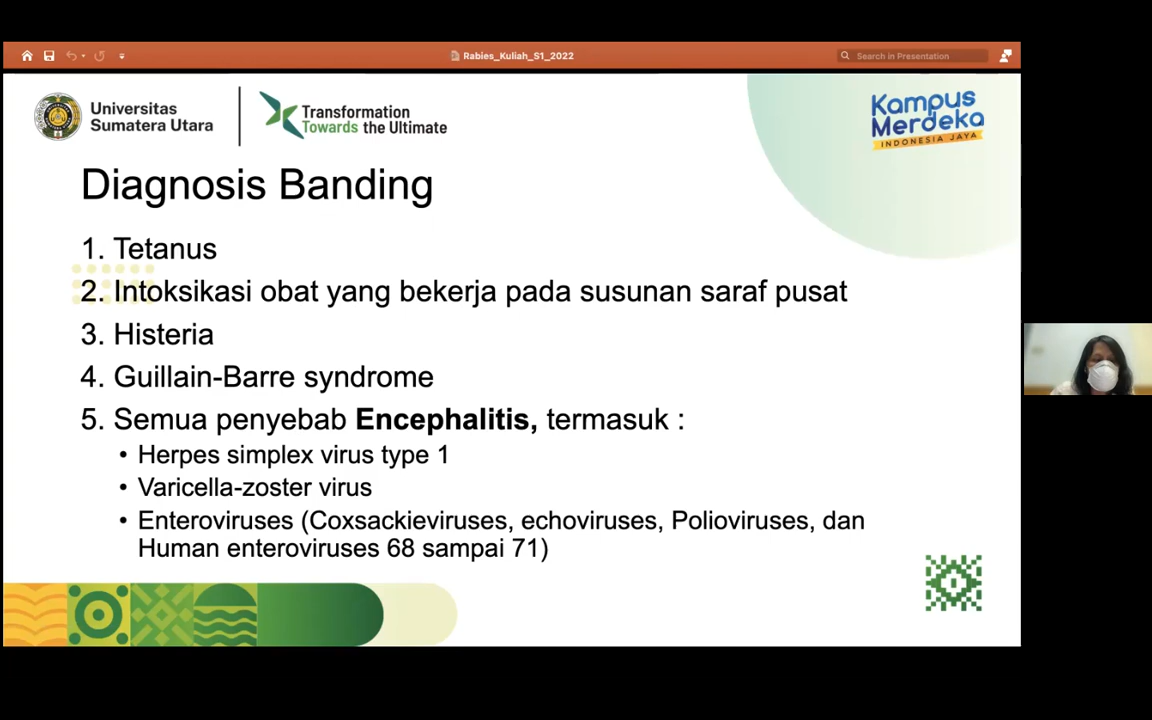 Rabies_Kuliah_S1_2022
Search in Presentation
Universitas
Sumatera Utara
Transformation
Towards the Ultimate
Kampus
Merdeka
INDONESIA JAYA
Diagnosis Banding
1. Tetanus
2. Intoksikasi obat yang bekerja pada susunan saraf pusat
3. Histeria
4. Guillain-Barre syndrome
5. Semua penyebab Encephalitis, termasuk :
• Herpes simplex virus type 1
• Varicella-zoster virus
• Enteroviruses (Coxsackieviruses, echoviruses, Polioviruses, dan
Human enteroviruses 68 sampai 71)